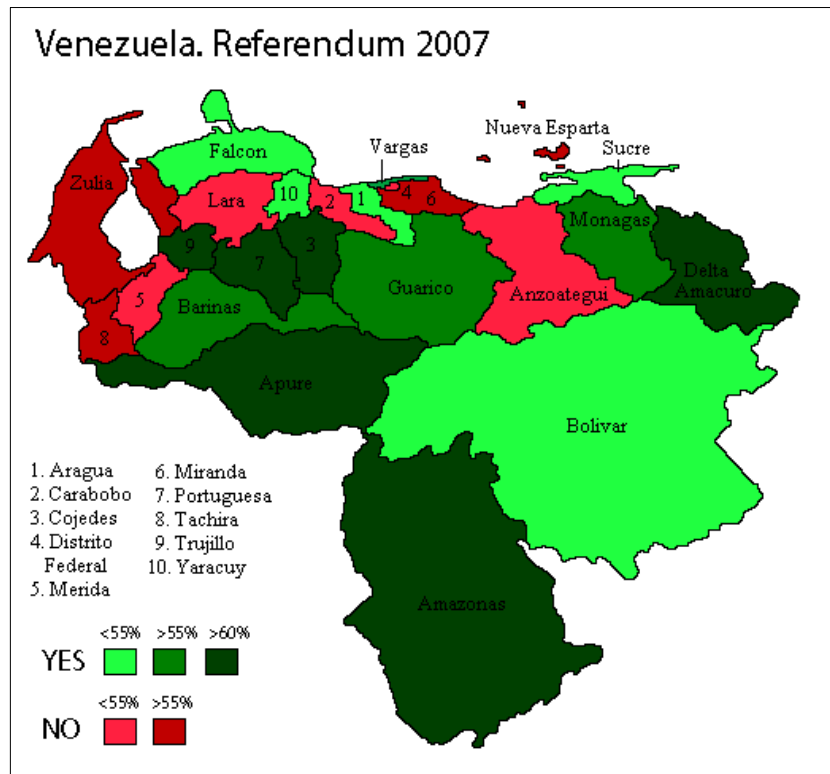 Venezuela. Referendum 2007
Nueva Esparta
Vargas
Sucre
Falcon
Zulia
Lara
10
2
1
4
6
Monagas
9
7
3
Guarico
Delta
Amacuro
Anzoategui
5
Barinas
8
Apure
Bolivar
Amazonas
1. Aragua
2. Carabobo
3. Cojedes
4. Distrito
Federal
5. Merida
6. Miranda
7. Portuguesa
8. Tachira
9. Trujillo
10. Yaracuy
<55% >55% >60%
YES
<55% >55%
NO